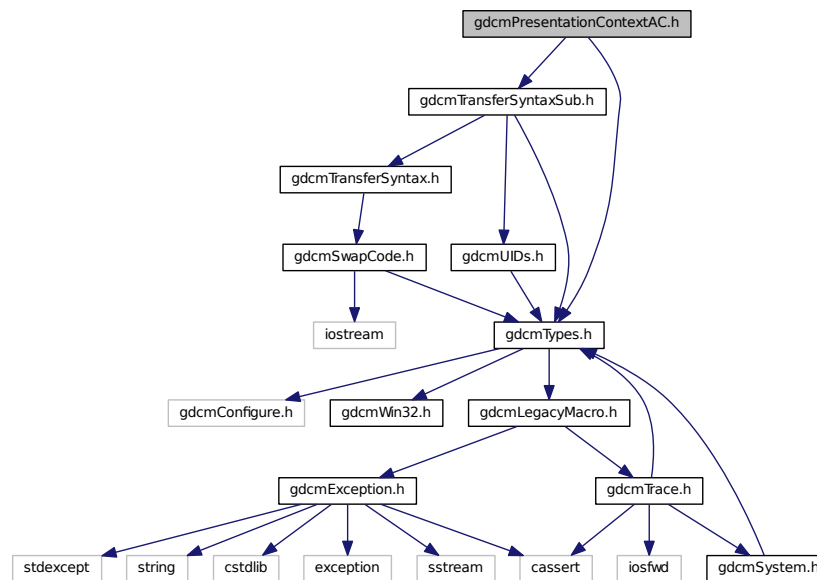 gdcmPresentationContextAC.h
gdcmTransferSyntaxSub.h
gdcmTransferSyntax.h
gdcmSwapCode.h
gdcmUIDs.h
iostream
gdcmTypes.h
gdcmConfigure.h
gdcmWin32.h
gdcmLegacyMacro.h
gdcmException.h
gdcmTrace.h
stdexcept
string
cstdlib
exception
sstream
cassert
iosfwd
gdcmSystem.h